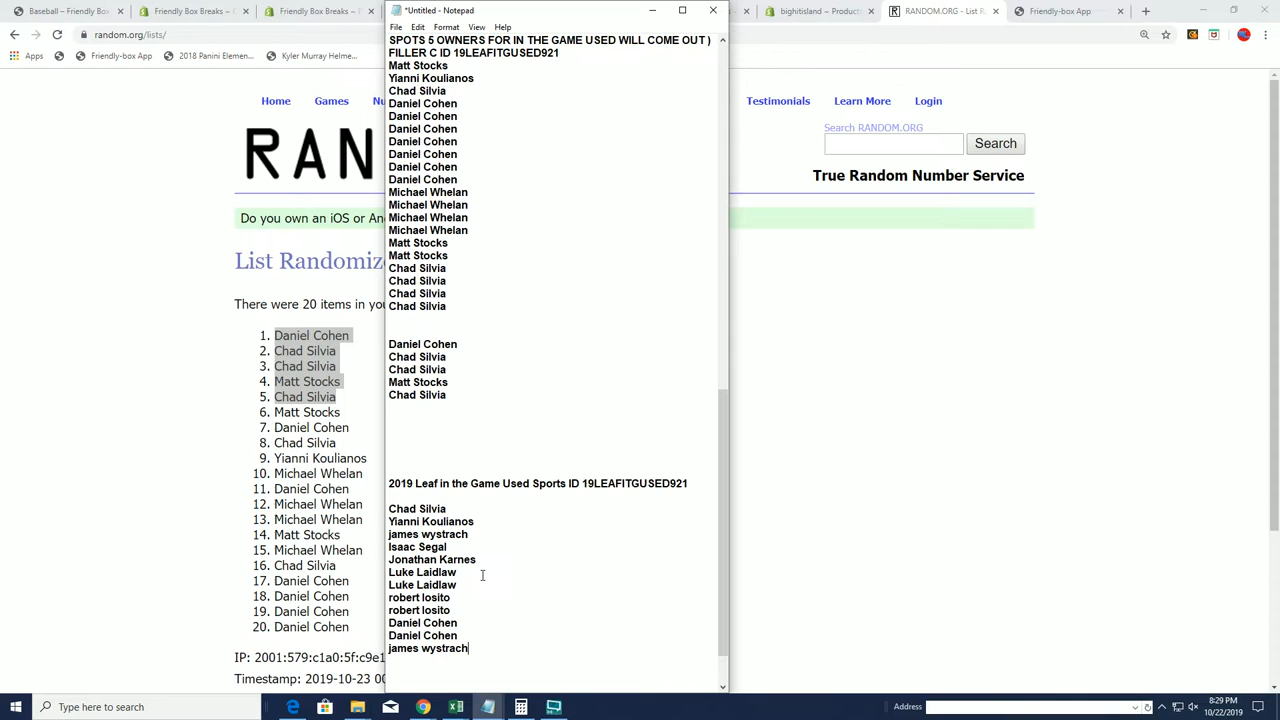 Baseball – Friendly-box
Friendly Box Breaks –
Friendly Box Breaks –
bighitisland – Product
RANDOM.ORG - List R
Friendly-box App
random.org/lists/
Apps
Friendly-box App
2018 Panini Elemen
Kyler Murray Helme
Home
Games
Nu
Testimonials
Learn More
Login
Search RANDOM.ORG
Search
RAN
True Random Number Service
Do you own an iOS or An
List Randomiz
There were 20 items in you
1. Daniel Cohen
2. Chad Silvia
3. Chad Silvia
4. Matt Stocks
5. Chad Silvia
6. Matt Stocks
7. Daniel Cohen
8. Chad Silvia
9. Yianni Koulianos
10. Michael Whelan
11. Daniel Cohen
12. Michael Whelan
13. Michael Whelan
14. Matt Stocks
15. Michael Whelan
16. Chad Silvia
17. Daniel Cohen
18. Daniel Cohen
19. Daniel Cohen
20. Daniel Cohen
IP: 2001:579:c1a0:5f:c9e1
Timestamp: 2019-10-23 00
*Untitled - Notepad
File Edit Format View Help
SPOTS 5 OWNERS FOR IN THE GAME USED WILL COME OUT )
FILLER C ID 19LEAFITGUSED921
Matt Stocks
Yianni Koulianos
Chad Silvia
Daniel Cohen
Daniel Cohen
Daniel Cohen
Daniel Cohen
Daniel Cohen
Daniel Cohen
Daniel Cohen
Michael Whelan
Michael Whelan
Michael Whelan
Michael Whelan
Matt Stocks
Matt Stocks
Chad Silvia
Chad Silvia
Chad Silvia
Chad Silvia
Daniel Cohen
Chad Silvia
Chad Silvia
Matt Stocks
Chad Silvia
2019 Leaf in the Game Used Sports ID 19LEAFITGUSED921
Chad Silvia
Yianni Koulianos
james wystrach
Isaac Segal
Jonathan Karnes
Luke Laidlaw
Luke Laidlaw
robert losito
robert losito
Daniel Cohen
Daniel Cohen
james wystrach
Type here to search
Address
8:29 PM
10/22/2019